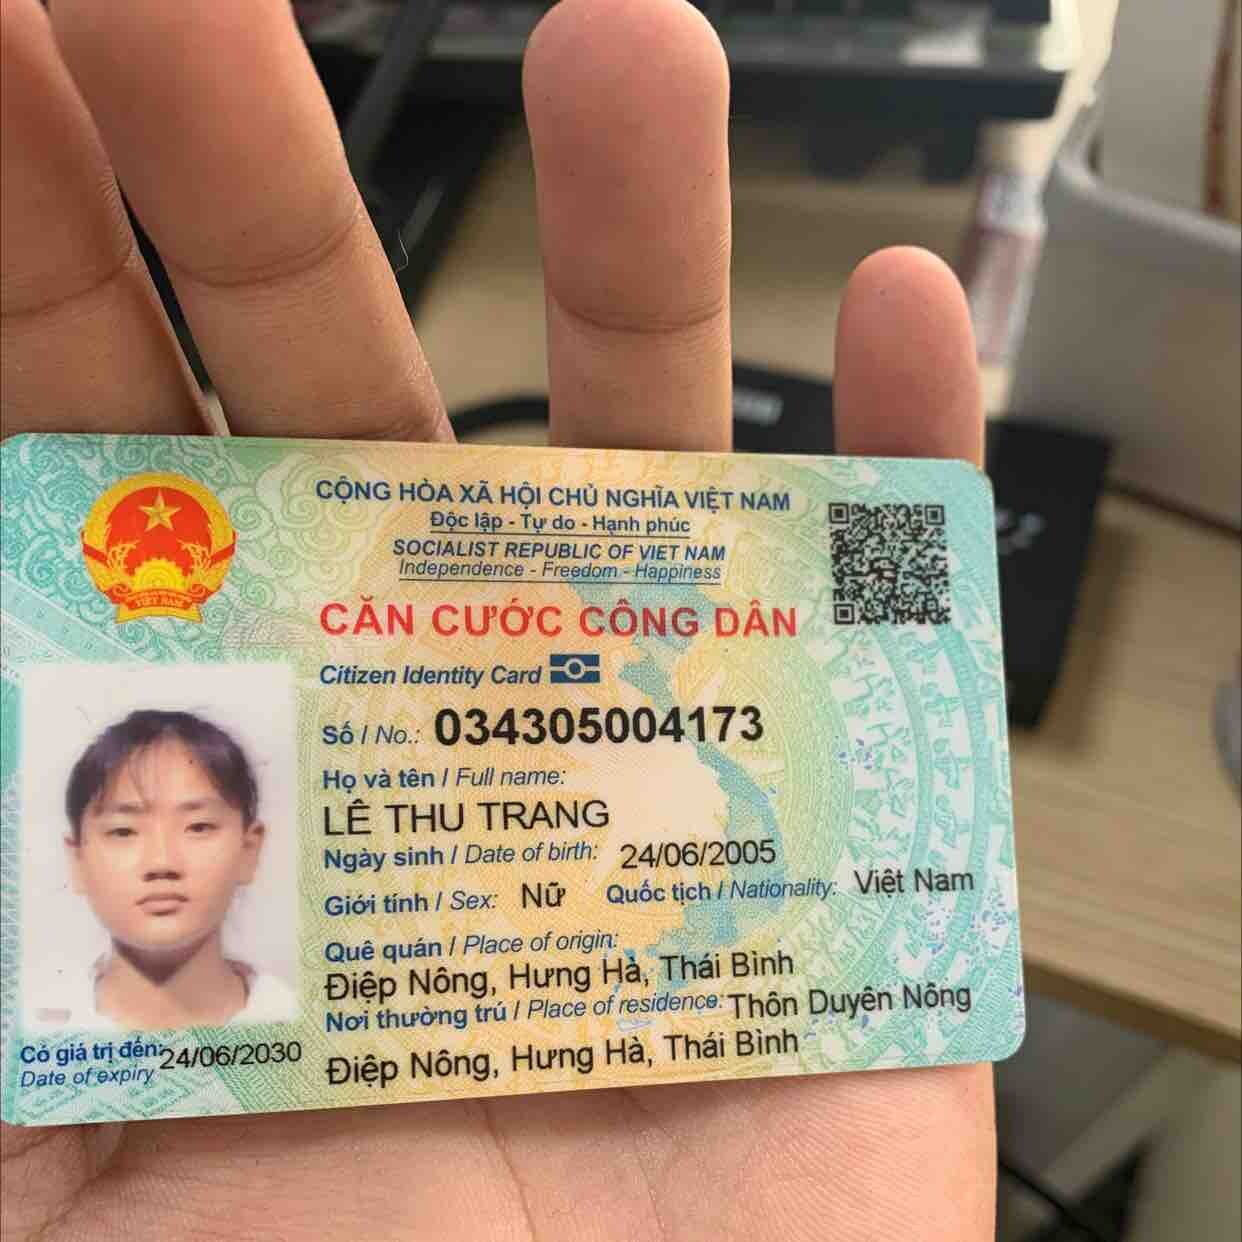 CỘNG HÒA XÃ HỘI CHỦ NGHĨA VIỆT NAM
Độc lập - Tự do - Hạnh phúc
SOCIALIST REPUBLIC OF VIET NAM
Independence - Freedom - Happiness
CĂN CƯỚC CÔNG DÂN
Citizen Identity Card
Số / No.: 034305004173
Họ và tên / Full name:
LÊ THU TRANG
Ngày sinh / Date of birth: 24/06/2005
Giới tính / Sex: Nữ Quốc tịch / Nationality: Việt Nam
Quê quán / Place of origin:
Điệp Nông, Hưng Hà, Thái Bình
Nơi thường trú / Place of residence: Thôn Duyên Nông
Điệp Nông, Hưng Hà, Thái Bình
Có giá trị đến: 24/06/2030
Date of expiry